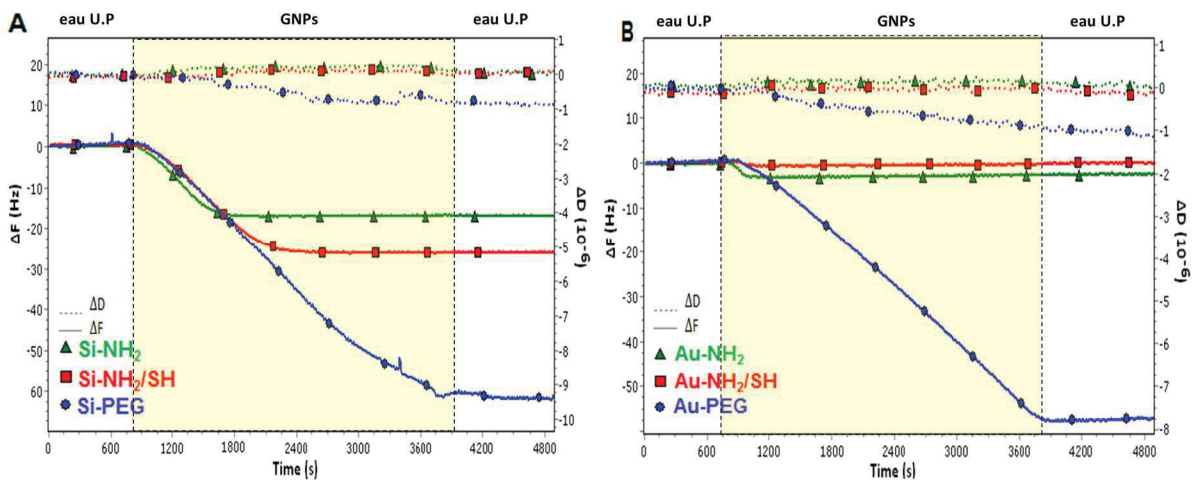 A
eau U.P
GNPs
eau U.P
20
10
0
-10
-20
-30
-40
-50
60
ΔF (Hz)
1
0
-1
-2
-3
-4
-5
-6
-7
-8
-9
-10
ΔD (10⁻⁶)
ΔD
ΔF
Si-NH₂
Si-NH₂/SH
Si-PEG
0 600 1200 1800 2400 3000 3600 4200 4800
Time (s)
B
eau U.P
GNPs
eau U.P
20
10
0
-10
-20
-30
-40
-50
ΔF (Hz)
1
0
-1
-2
-3
-4
-5
-6
-7
-8
ΔD (10⁻⁶)
ΔD
ΔF
Au-NH₂
Au-NH₂/SH
Au-PEG
0 600 1200 1800 2400 3000 3600 4200 4800
Time (s)